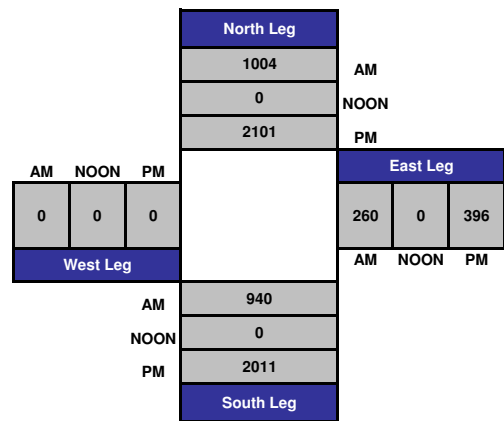 North Leg
1004 AM
0 NOON
2101 PM
AM NOON PM
East Leg
0 0 0
260 0 396
West Leg
AM NOON PM
AM 940
NOON 0
PM 2011
South Leg